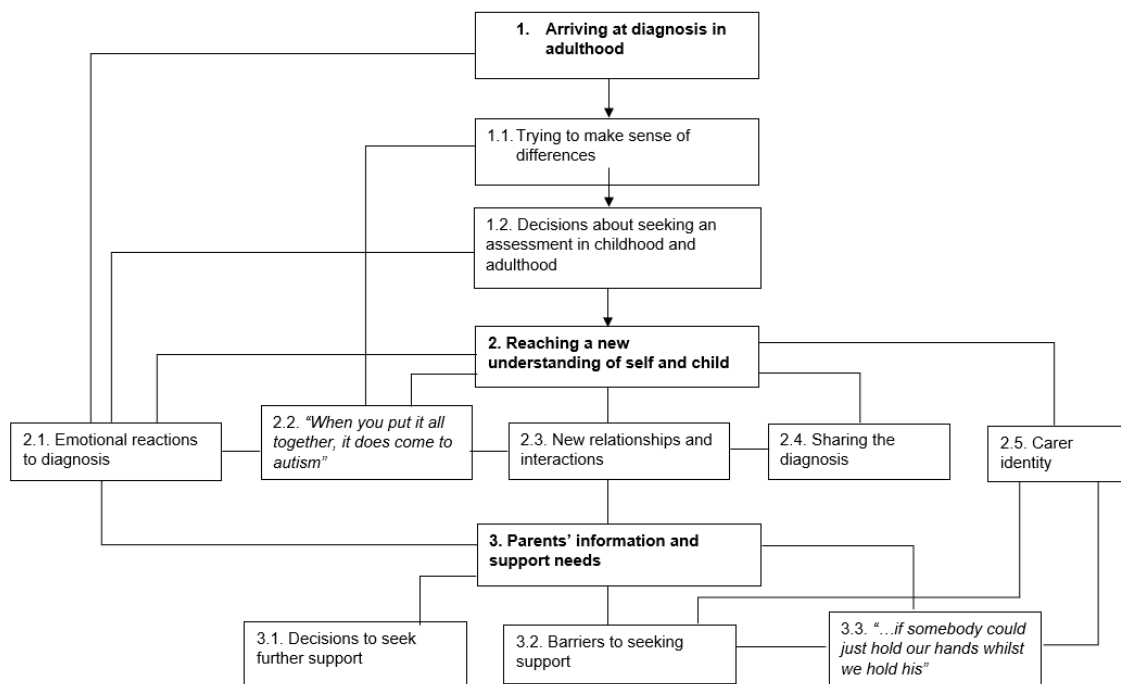 1. Arriving at diagnosis in
adulthood
1.1. Trying to make sense of
differences
1.2. Decisions about seeking an
assessment in childhood and
adulthood
2. Reaching a new
understanding of self and child
2.1. Emotional reactions
to diagnosis
2.2. “When you put it all
together, it does come to
autism”
2.3. New relationships and
interactions
2.4. Sharing the
diagnosis
2.5. Carer
identity
3. Parents’ information and
support needs
3.1. Decisions to seek
further support
3.2. Barriers to seeking
support
3.3. “…if somebody could
just hold our hands whilst
we hold his”